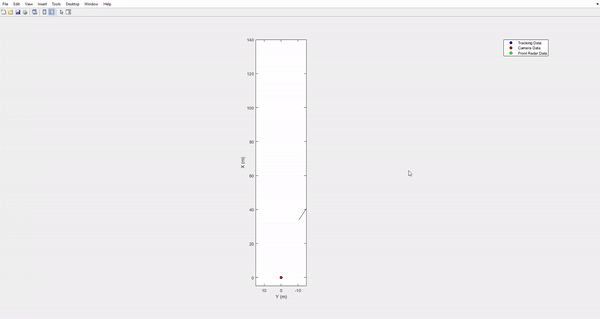 File Edit View Insert Tools Desktop Window Help
Tracking Data
Camera Data
Front Radar Data
140
120
100
80
60
40
20
0
X (m)
10 0 -10
Y (m)